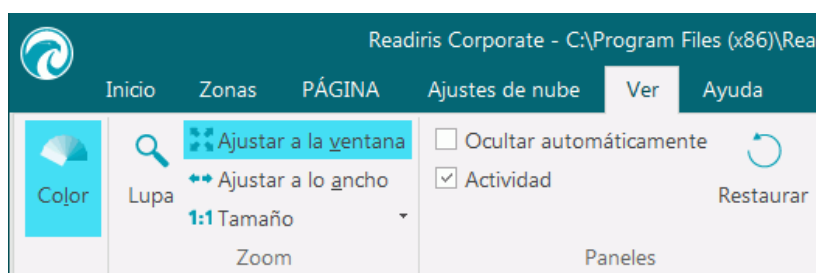 Readiris Corporate - C:\Program Files (x86)\Rea
Inicio Zonas PÁGINA Ajustes de nube Ver Ayuda
Color
Lupa
Ajustar a la ventana
Ajustar a lo ancho
1:1 Tamaño
Zoom
Ocultar automáticamente
Actividad
Restaurar
Paneles